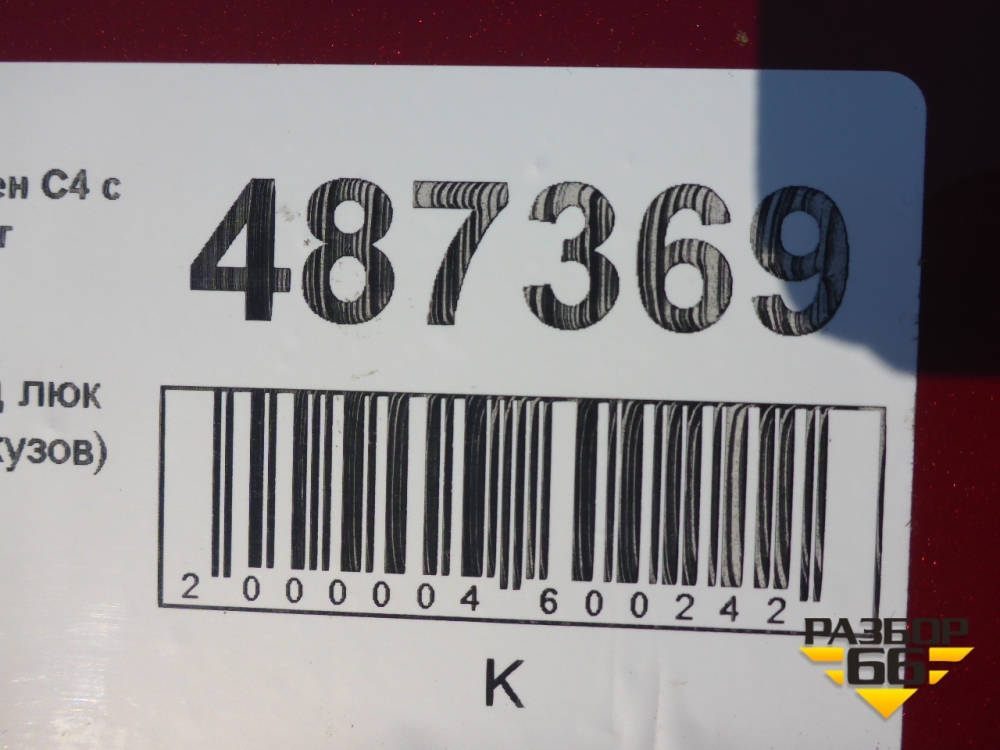 ен С4 с
г
487369
люк
кузов)
2 000004 600242
К
РАЗБОР
66